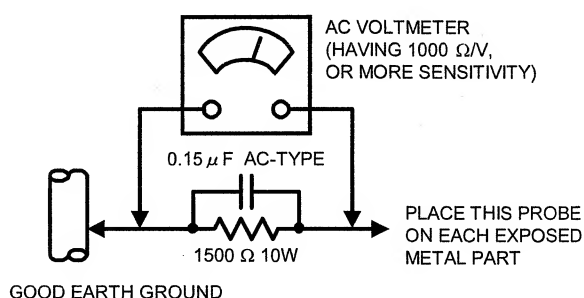 AC VOLTMETER
(HAVING 1000 Ω/V,
OR MORE SENSITIVITY)
0.15 μF AC-TYPE
1500 Ω 10W
PLACE THIS PROBE
ON EACH EXPOSED
METAL PART
GOOD EARTH GROUND